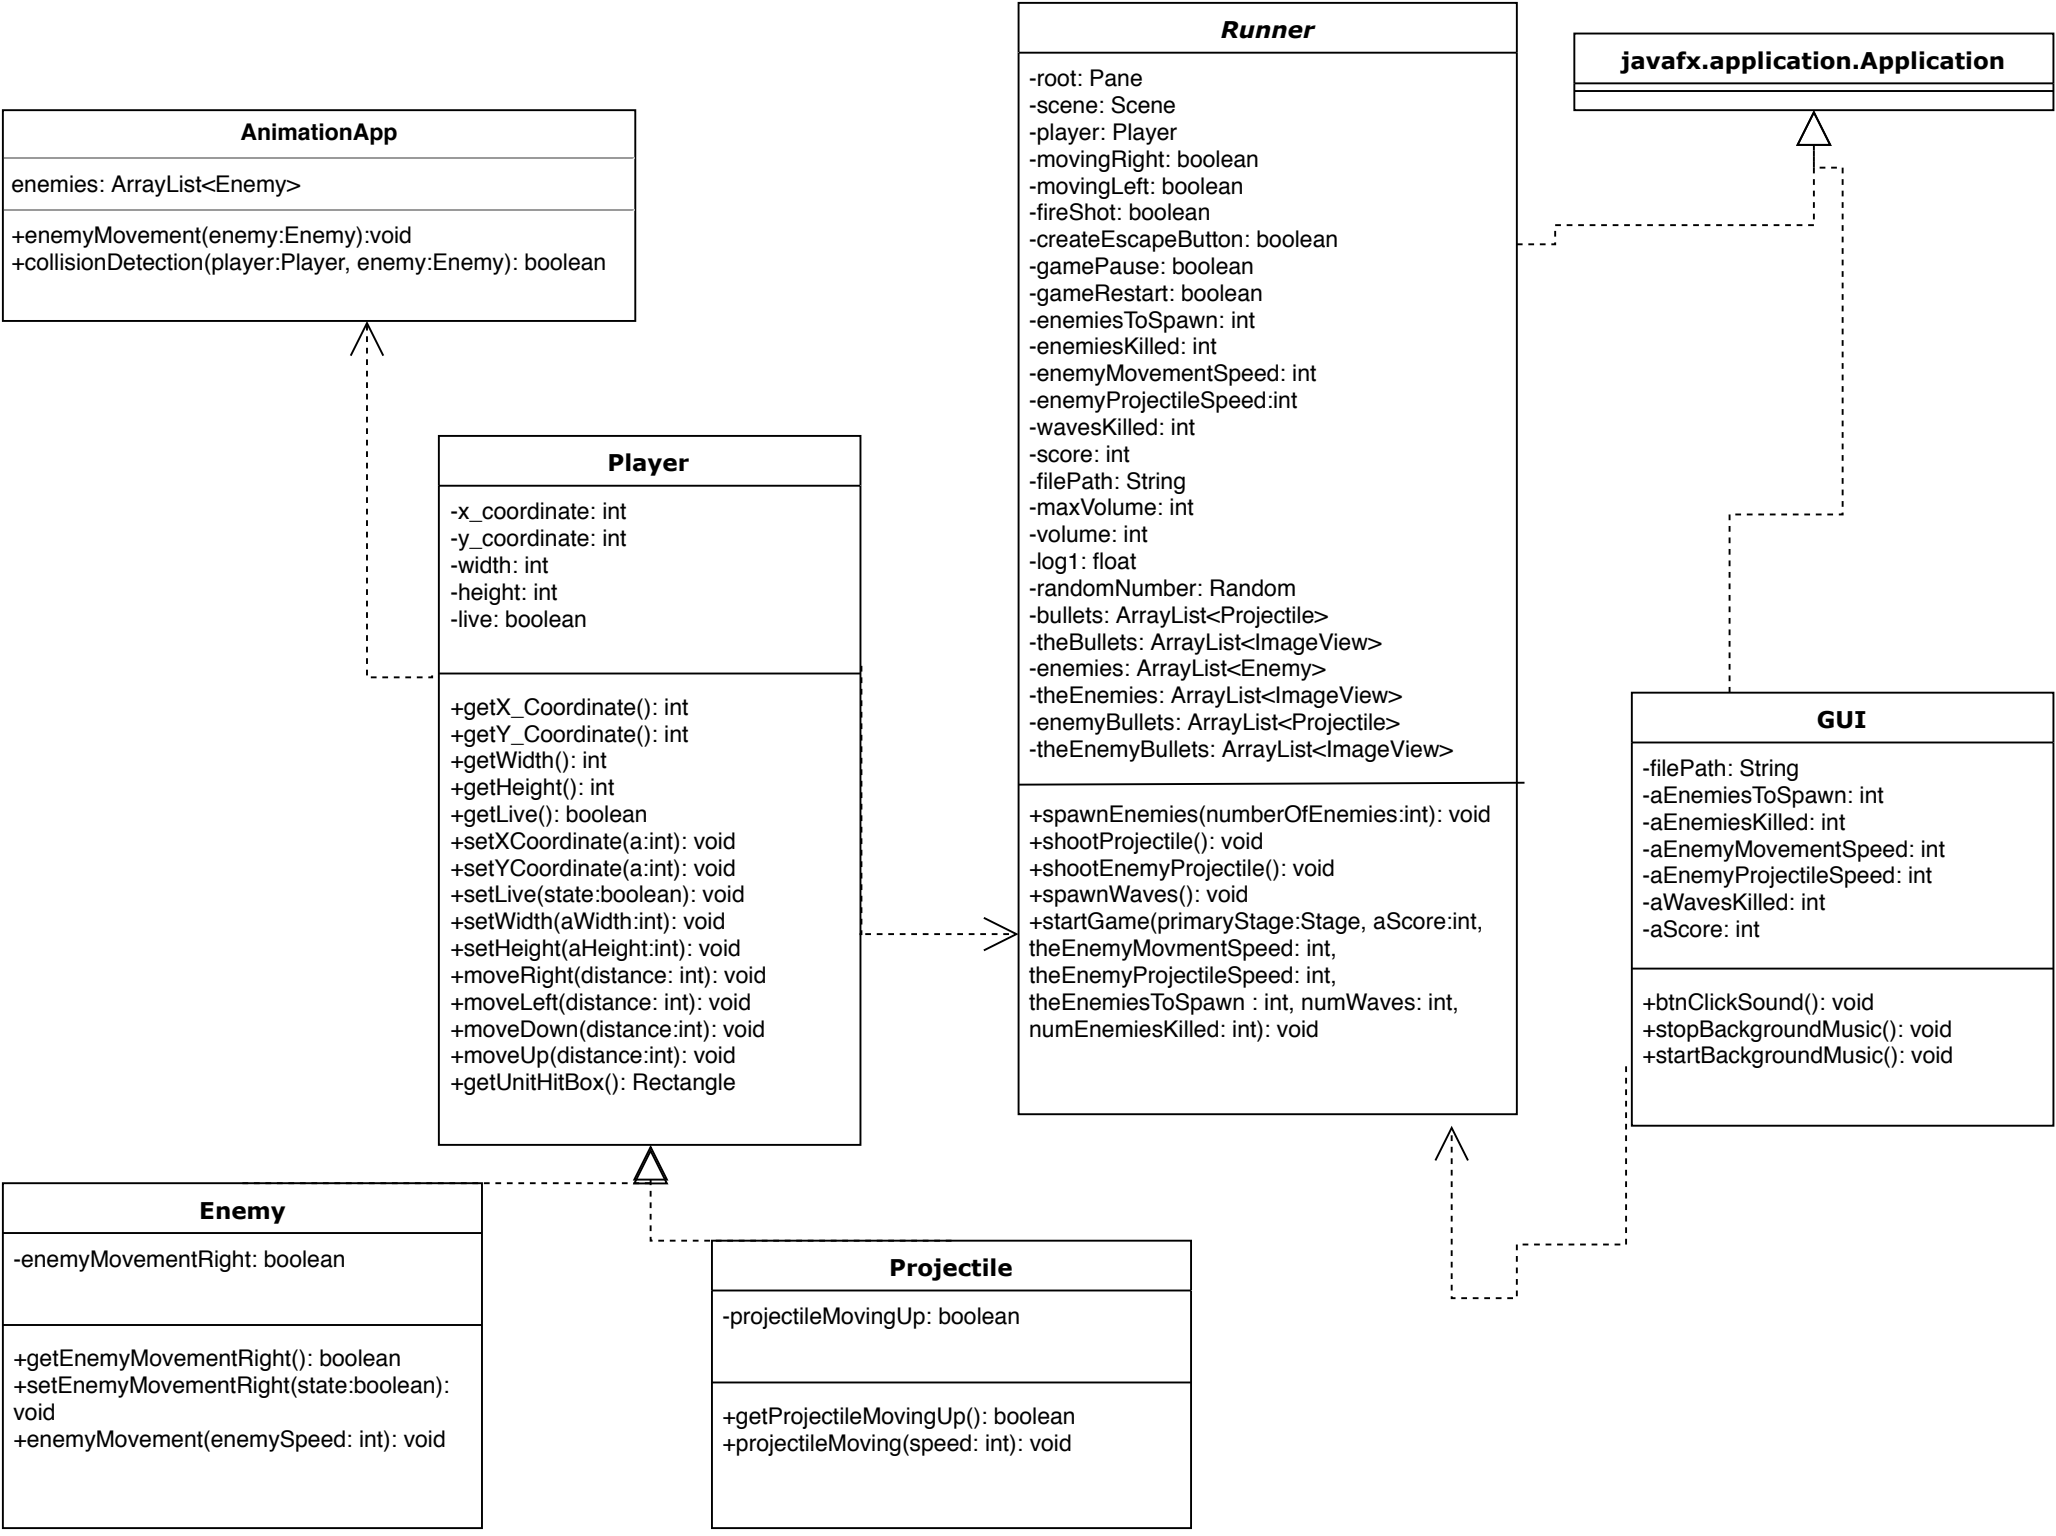 Runner
-root: Pane
-scene: Scene
-player: Player
-movingRight: boolean
-movingLeft: boolean
-fireShot: boolean
-createEscapeButton: boolean
-gamePause: boolean
-gameRestart: boolean
-enemiesToSpawn: int
-enemiesKilled: int
-enemyMovementSpeed: int
-enemyProjectileSpeed:int
-wavesKilled: int
-score: int
-filePath: String
-maxVolume: int
-volume: int
-log1: float
-randomNumber: Random
-bullets: ArrayList<Projectile>
-theBullets: ArrayList<ImageView>
-enemies: ArrayList<Enemy>
-theEnemies: ArrayList<ImageView>
-enemyBullets: ArrayList<Projectile>
-theEnemyBullets: ArrayList<ImageView>
+spawnEnemies(numberOfEnemies:int): void
+shootProjectile(): void
+shootEnemyProjectile(): void
+spawnWaves(): void
+startGame(primaryStage:Stage, aScore:int,
theEnemyMovmentSpeed: int,
theEnemyProjectileSpeed: int,
theEnemiesToSpawn : int, numWaves: int,
numEnemiesKilled: int): void
javafx.application.Application
AnimationApp
enemies: ArrayList<Enemy>
+enemyMovement(enemy:Enemy):void
+collisionDetection(player:Player, enemy:Enemy): boolean
Player
-x_coordinate: int
-y_coordinate: int
-width: int
-height: int
-live: boolean
+getX_Coordinate(): int
+getY_Coordinate(): int
+getWidth(): int
+getHeight(): int
+getLive(): boolean
+setXCoordinate(a:int): void
+setYCoordinate(a:int): void
+setLive(state:boolean): void
+setWidth(aWidth:int): void
+setHeight(aHeight:int): void
+moveRight(distance: int): void
+moveLeft(distance: int): void
+moveDown(distance:int): void
+moveUp(distance:int): void
+getUnitHitBox(): Rectangle
GUI
-filePath: String
-aEnemiesToSpawn: int
-aEnemiesKilled: int
-aEnemyMovementSpeed: int
-aEnemyProjectileSpeed: int
-aWavesKilled: int
-aScore: int
+btnClickSound(): void
+stopBackgroundMusic(): void
+startBackgroundMusic(): void
Enemy
-enemyMovementRight: boolean
+getEnemyMovementRight(): boolean
+setEnemyMovementRight(state:boolean):
void
+enemyMovement(enemySpeed: int): void
Projectile
-projectileMovingUp: boolean
+getProjectileMovingUp(): boolean
+projectileMoving(speed: int): void